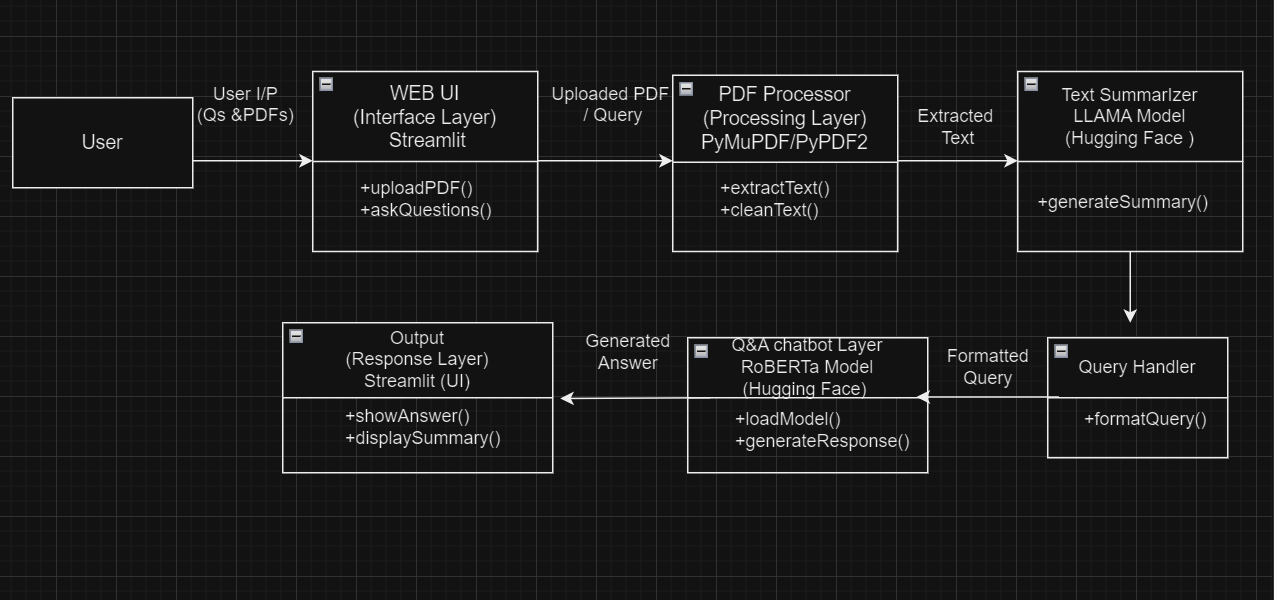 User
User I/P
(Qs &PDFs)
WEB UI
(Interface Layer)
Streamlit
+uploadPDF()
+askQuestions()
Uploaded PDF
/ Query
PDF Processor
(Processing Layer)
PyMuPDF/PyPDF2
+extractText()
+cleanText()
Extracted
Text
Text SummarIzer
LLAMA Model
(Hugging Face )
+generateSummary()
Query Handler
+formatQuery()
Formatted
Query
Q&A chatbot Layer
RoBERTa Model
(Hugging Face)
+loadModel()
+generateResponse()
Generated
Answer
Output
(Response Layer)
Streamlit (UI)
+showAnswer()
+displaySummary()